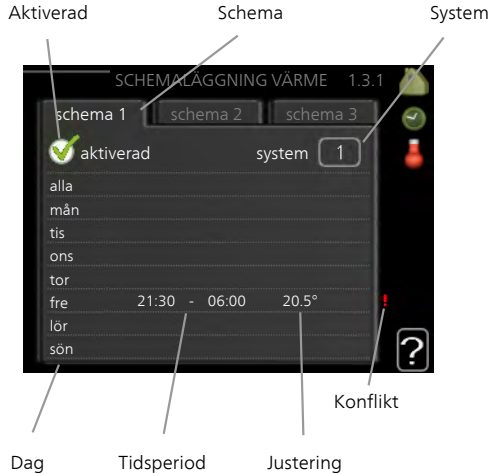 Aktiverad Schema System
SCHEMALÄGGNING VÄRME 1.3.1
schema 1 schema 2 schema 3
aktiverad system 1
alla
mån
tis
ons
tor
fre 21:30 - 06:00 20.5° !
lör
sön
?
Konflikt
Dag Tidsperiod Justering